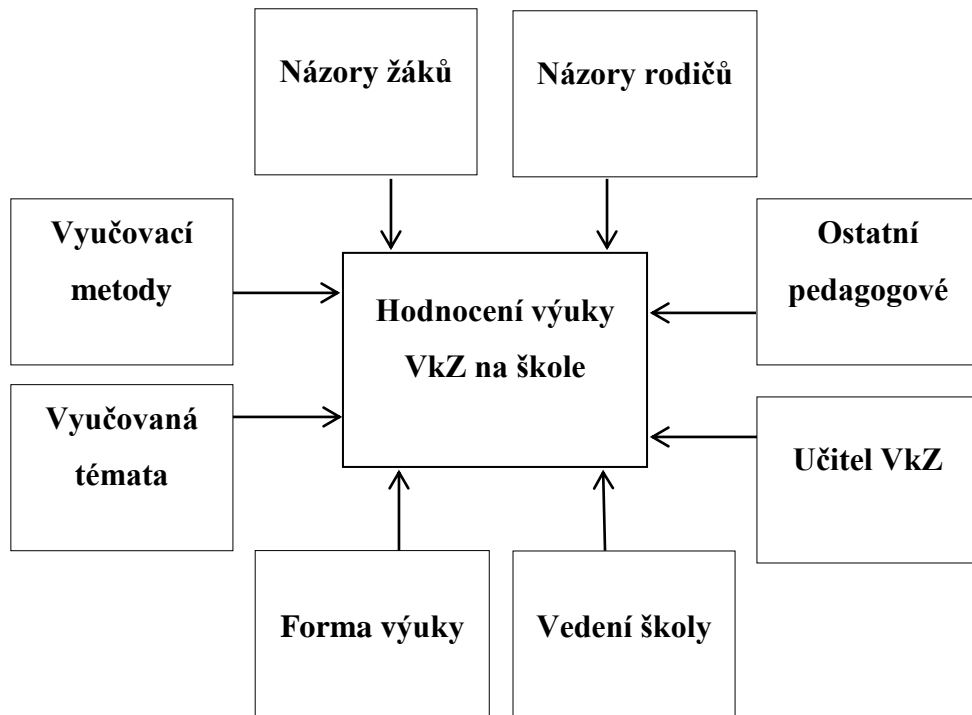 Názory žáků
Názory rodičů
Vyučovací
metody
Ostatní
pedagogové
Hodnocení výuky
VkZ na škole
Vyučovaná
témata
Učitel VkZ
Forma výuky
Vedení školy